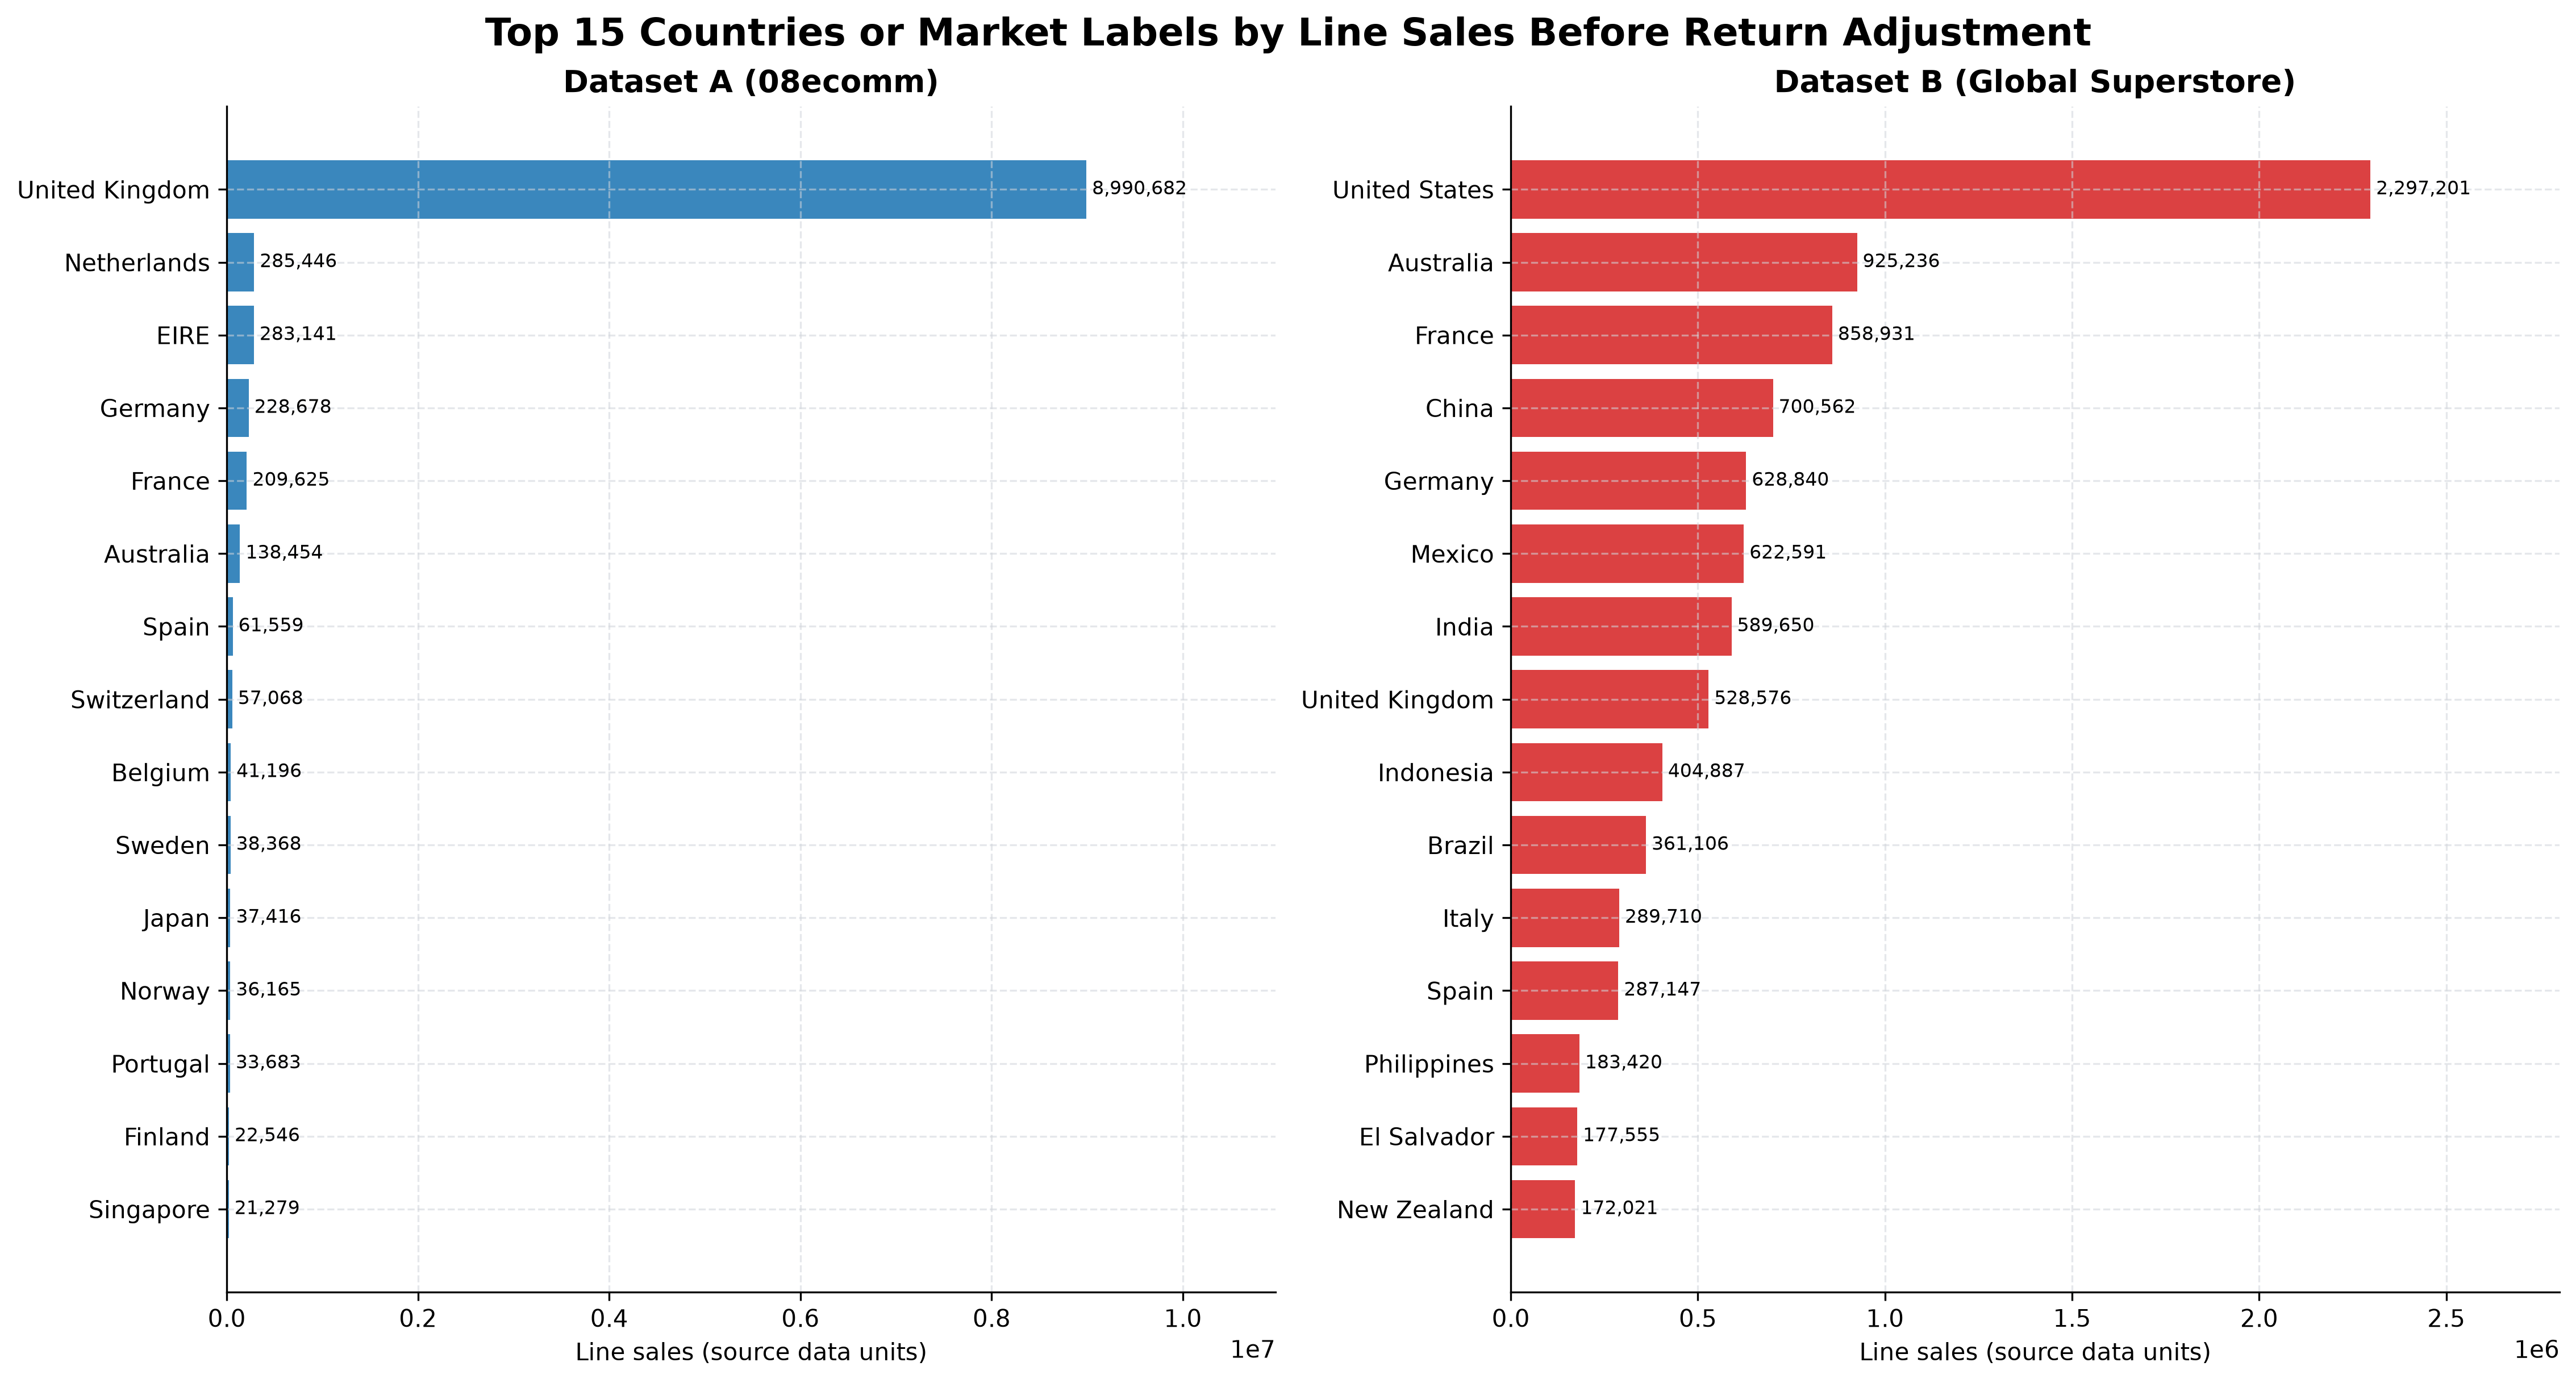 Top 15 Countries or Market Labels by Line Sales Before Return Adjustment
Dataset A (08ecomm)
United Kingdom 8,990,682
Netherlands 285,446
EIRE 283,141
Germany 228,678
France 209,625
Australia 138,454
Spain 61,559
Switzerland 57,068
Belgium 41,196
Sweden 38,368
Japan 37,416
Norway 36,165
Portugal 33,683
Finland 22,546
Singapore 21,279
0.0 0.2 0.4 0.6 0.8 1.0
1e7
Line sales (source data units)
Dataset B (Global Superstore)
United States 2,297,201
Australia 925,236
France 858,931
China 700,562
Germany 628,840
Mexico 622,591
India 589,650
United Kingdom 528,576
Indonesia 404,887
Brazil 361,106
Italy 289,710
Spain 287,147
Philippines 183,420
El Salvador 177,555
New Zealand 172,021
0.0 0.5 1.0 1.5 2.0 2.5
1e6
Line sales (source data units)